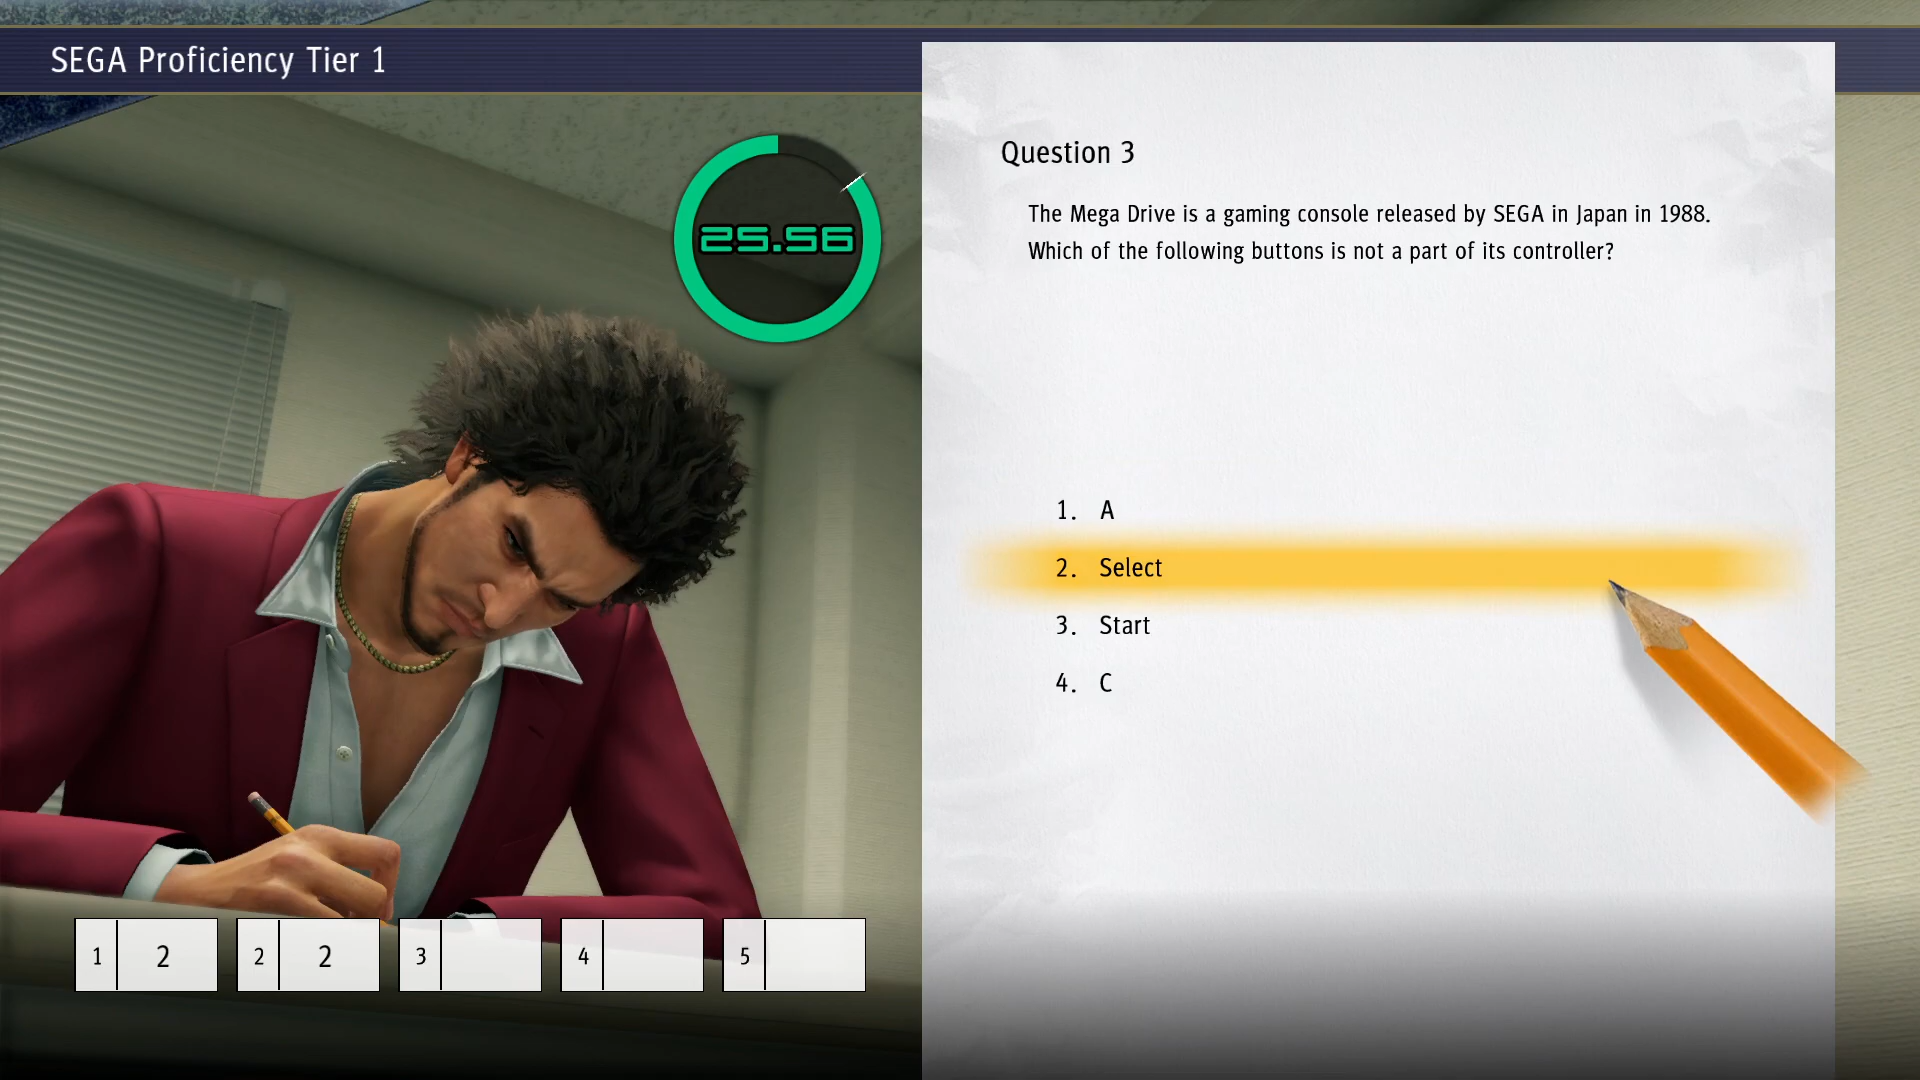 SEGA Proficiency Tier 1
25.56
Question 3
The Mega Drive is a gaming console released by SEGA in Japan in 1988.
Which of the following buttons is not a part of its controller?
1. A
2. Select
3. Start
4. C
1 2
2 2
3
4
5